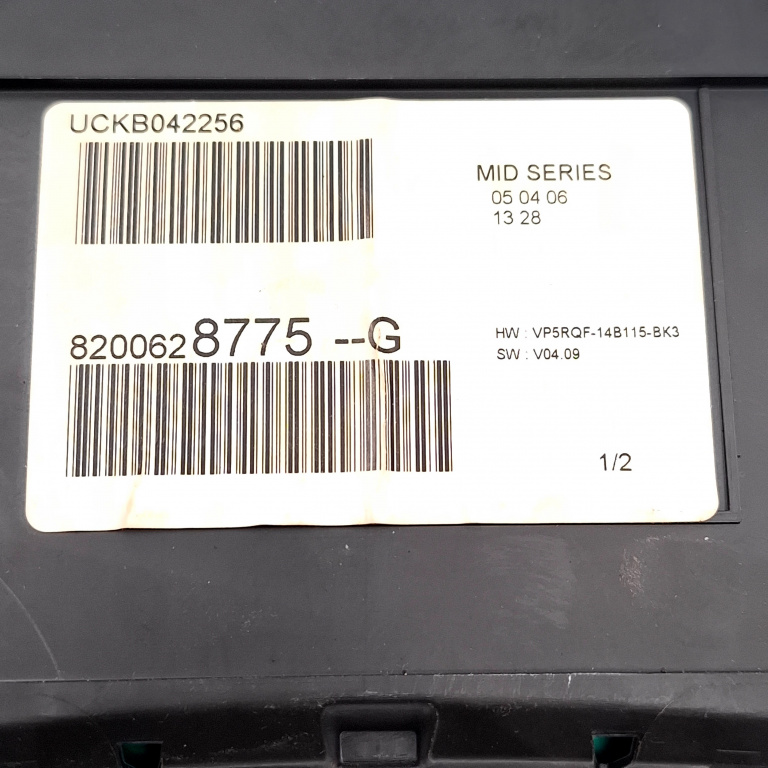 UCKB042256
MID SERIES
05 04 06
13 28
8200628775 --G
HW : VP5RQF-14B115-BK3
SW : V04.09
1/2